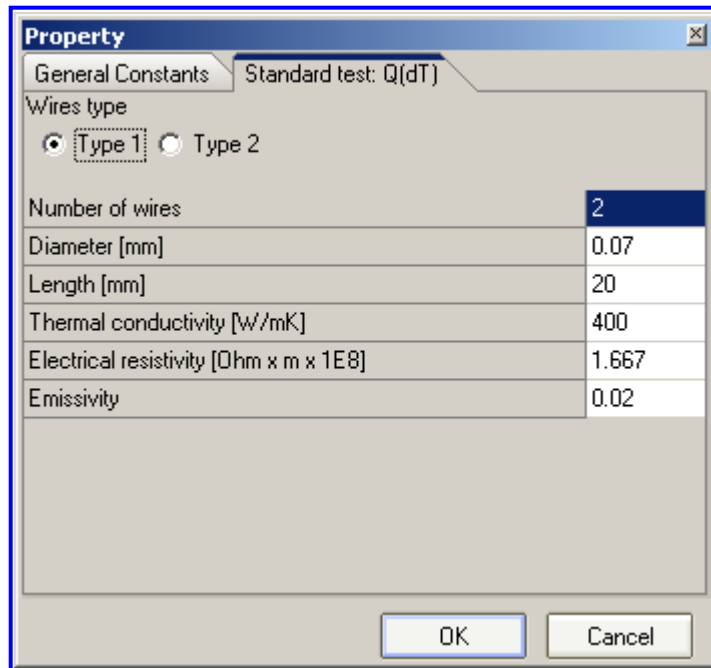 Property
General Constants Standard test: Q(dT)
Wires type
Type 1 Type 2
Number of wires 2
Diameter [mm] 0.07
Length [mm] 20
Thermal conductivity [W/mK] 400
Electrical resistivity [Ohm x m x 1E8] 1.667
Emissivity 0.02
OK Cancel